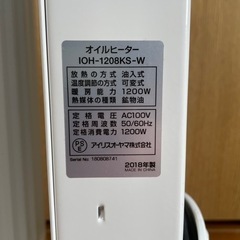 オイルヒーター
IOH-1208KS-W
放熱の方式 油入式
温度調節の方式 可変式
暖房能力 1200W
熱媒体の種類 鉱物油
定格電圧 AC100V
定格周波数 50/60Hz
定格消費電力 1200W
PSE
アイリスオーヤマ株式会社
Serial No. 180808741
2018年製
MADE IN CHINA